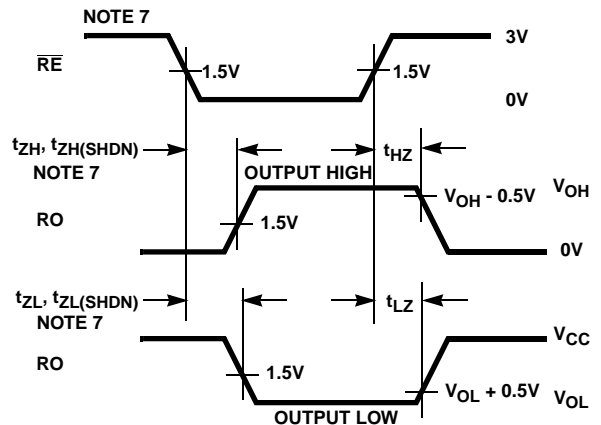 NOTE 7
3V
RE
1.5V
1.5V
0V
tZH, tZH(SHDN)
NOTE 7
tHZ
OUTPUT HIGH
VOH - 0.5V
VOH
RO
1.5V
0V
tZL, tZL(SHDN)
NOTE 7
tLZ
VCC
RO
1.5V
VOL + 0.5V
VOL
OUTPUT LOW